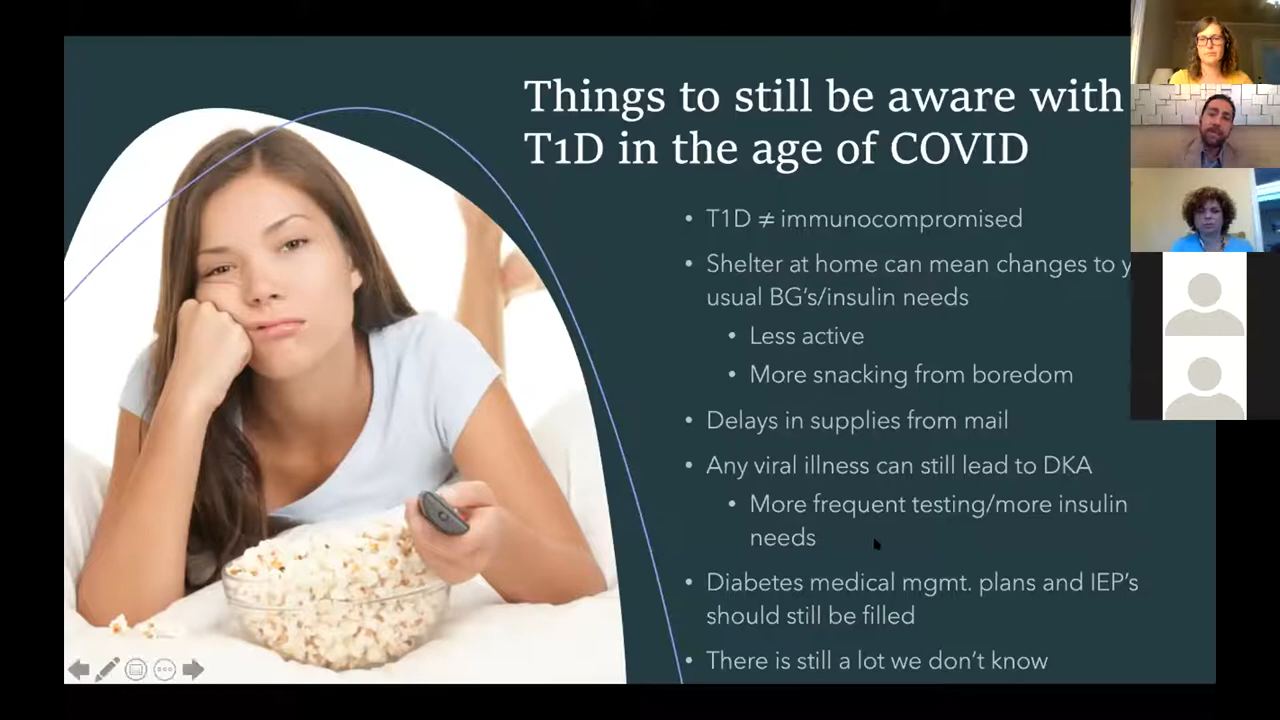 Things to still be aware with
T1D in the age of COVID
• T1D ≠ immunocompromised
• Shelter at home can mean changes to
usual BG's/insulin needs
• Less active
• More snacking from boredom
• Delays in supplies from mail
• Any viral illness can still lead to DKA
• More frequent testing/more insulin
needs
• Diabetes medical mgmt. plans and IEP's
should still be filled
• There is still a lot we don't know